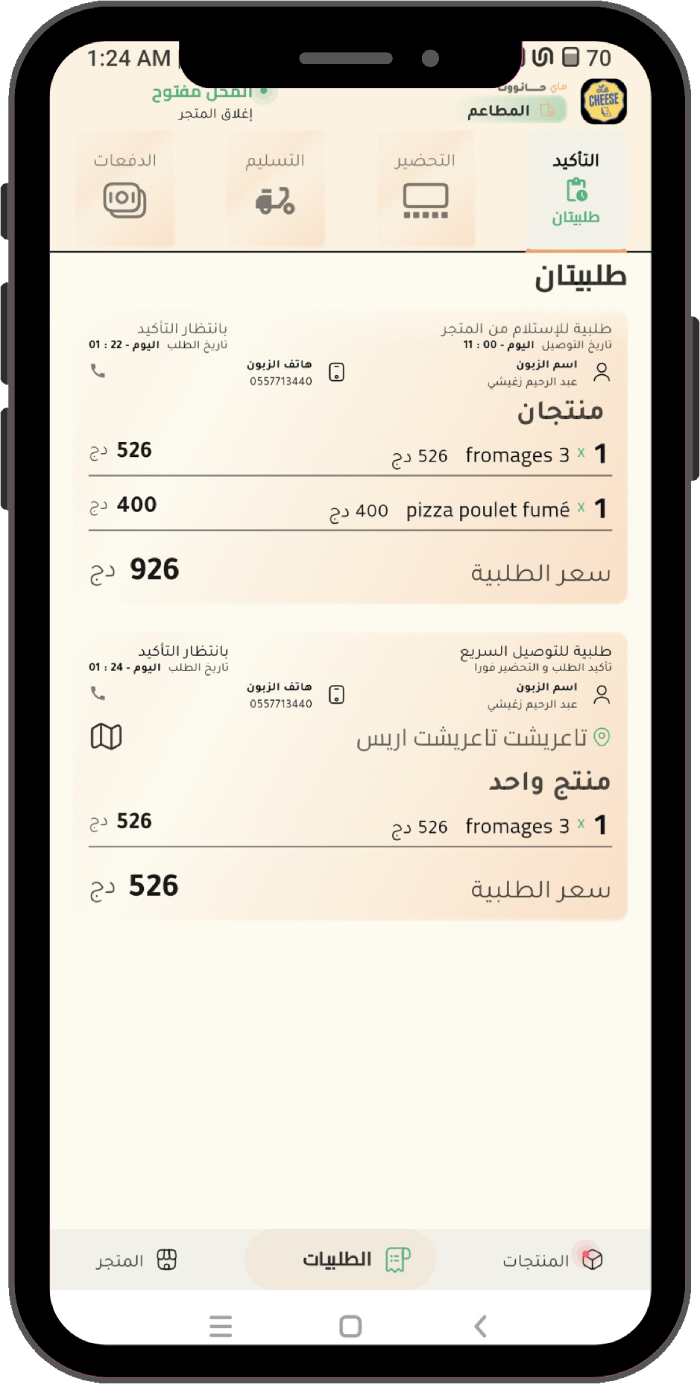 1:24 AM 70
ماي حـــانووت
المطاعم
Le CHEESE
المحل مفتوح
إغلاق المتجر
التأكيد
طلبيتان
التحضير
التسليم
الدفعات
طلبيتان
طلبية للإستلام من المتجر بانتظار التأكيد
تاريخ التوصيل اليوم - 00 : 11 تاريخ الطلب اليوم - 22 : 01
اسم الزبون هاتف الزبون
عبد الرحيم زغيشي 0557713440
منتجان
1 x fromages 3 526 دج 526 دج
1 x pizza poulet fumé 400 دج 400 دج
سعر الطلبية 926 دج
طلبية للتوصيل السريع بانتظار التأكيد
تأكيد الطلب و التحضير فورا تاريخ الطلب اليوم - 24 : 01
اسم الزبون هاتف الزبون
عبد الرحيم زغيشي 0557713440
تاعريشت تاعريشت اريس
منتج واحد
1 x fromages 3 526 دج 526 دج
سعر الطلبية 526 دج
المنتجات الطلبيات المتجر